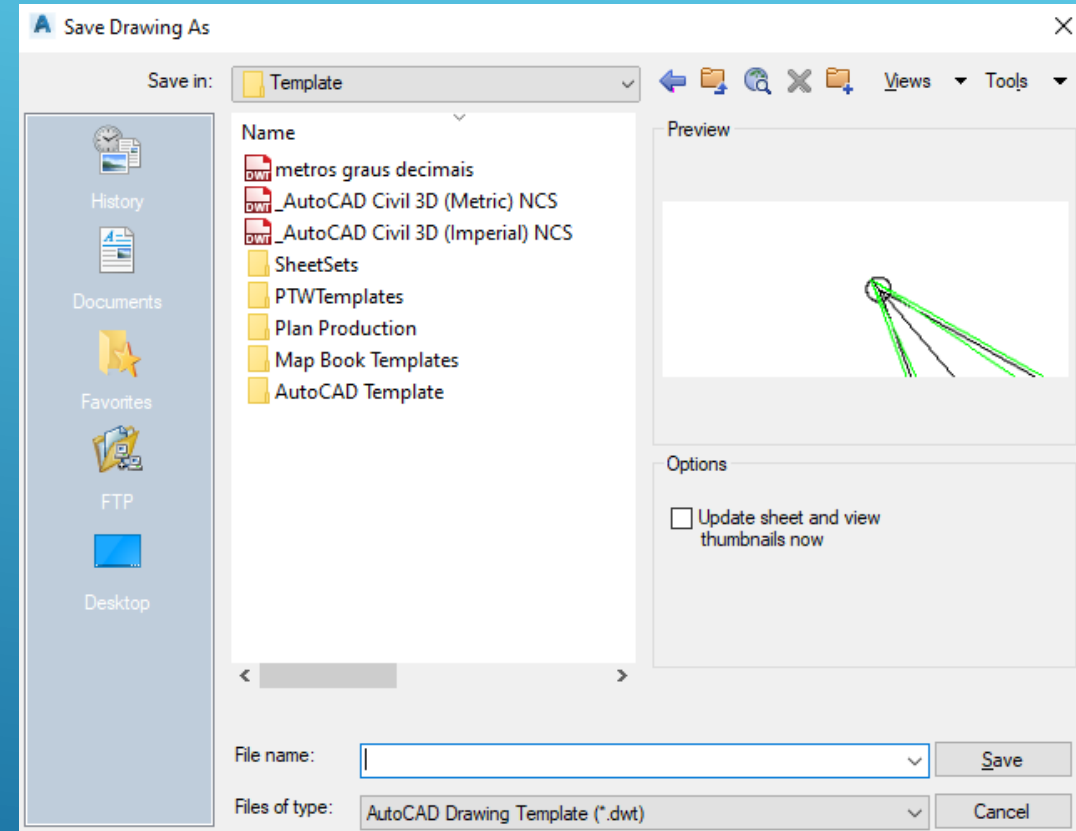 Save Drawing As
Save in: Template Views Tools
History
Documents
Favorites
FTP
Desktop
Name
metros graus decimais
_AutoCAD Civil 3D (Metric) NCS
_AutoCAD Civil 3D (Imperial) NCS
SheetSets
PTWTemplates
Plan Production
Map Book Templates
AutoCAD Template
Preview
Options
Update sheet and view
thumbnails now
File name: Save
Files of type: AutoCAD Drawing Template (*.dwt) Cancel